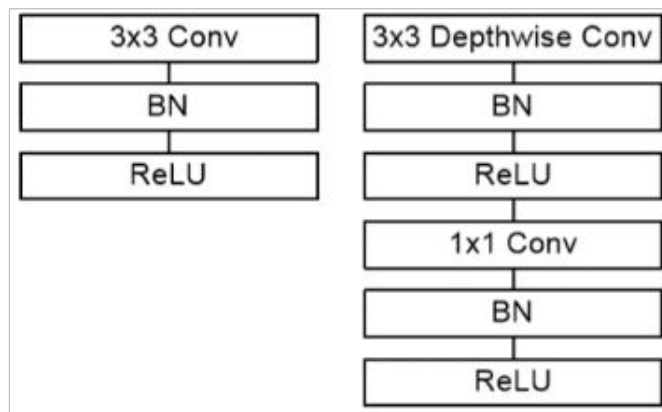 3x3 Conv
BN
ReLU
3x3 Depthwise Conv
BN
ReLU
1x1 Conv
BN
ReLU